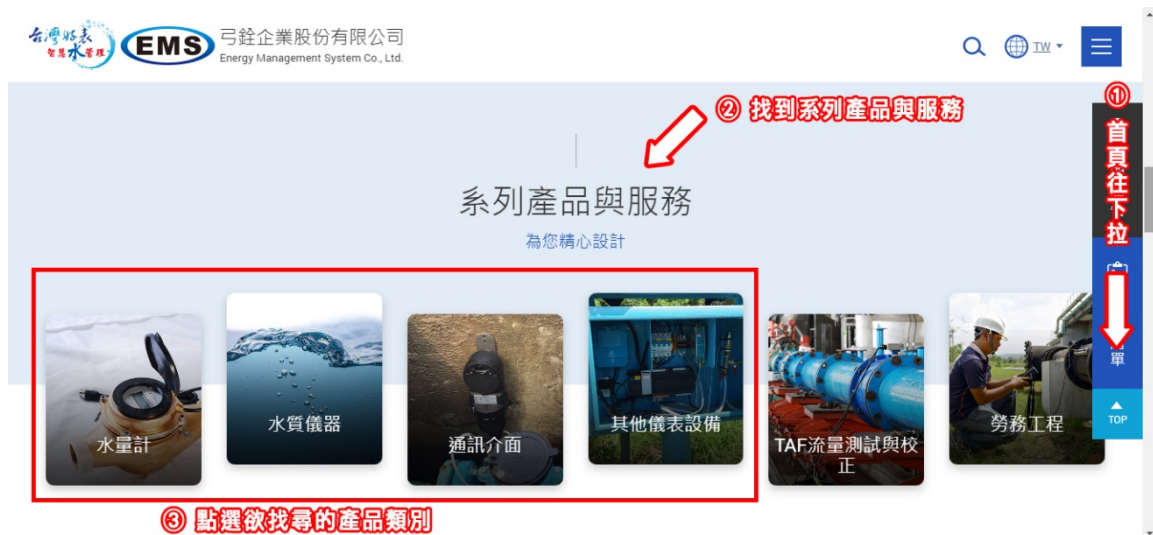 台灣好表
智慧水管理
EMS
弓銓企業股份有限公司
Energy Management System Co., Ltd.
TW
① 首頁往下拉
② 找到系列產品與服務
系列產品與服務
為您精心設計
水量計
水質儀器
通訊介面
其他儀表設備
TAF流量測試與校
正
勞務工程
單
TOP
③ 點選欲找尋的產品類別